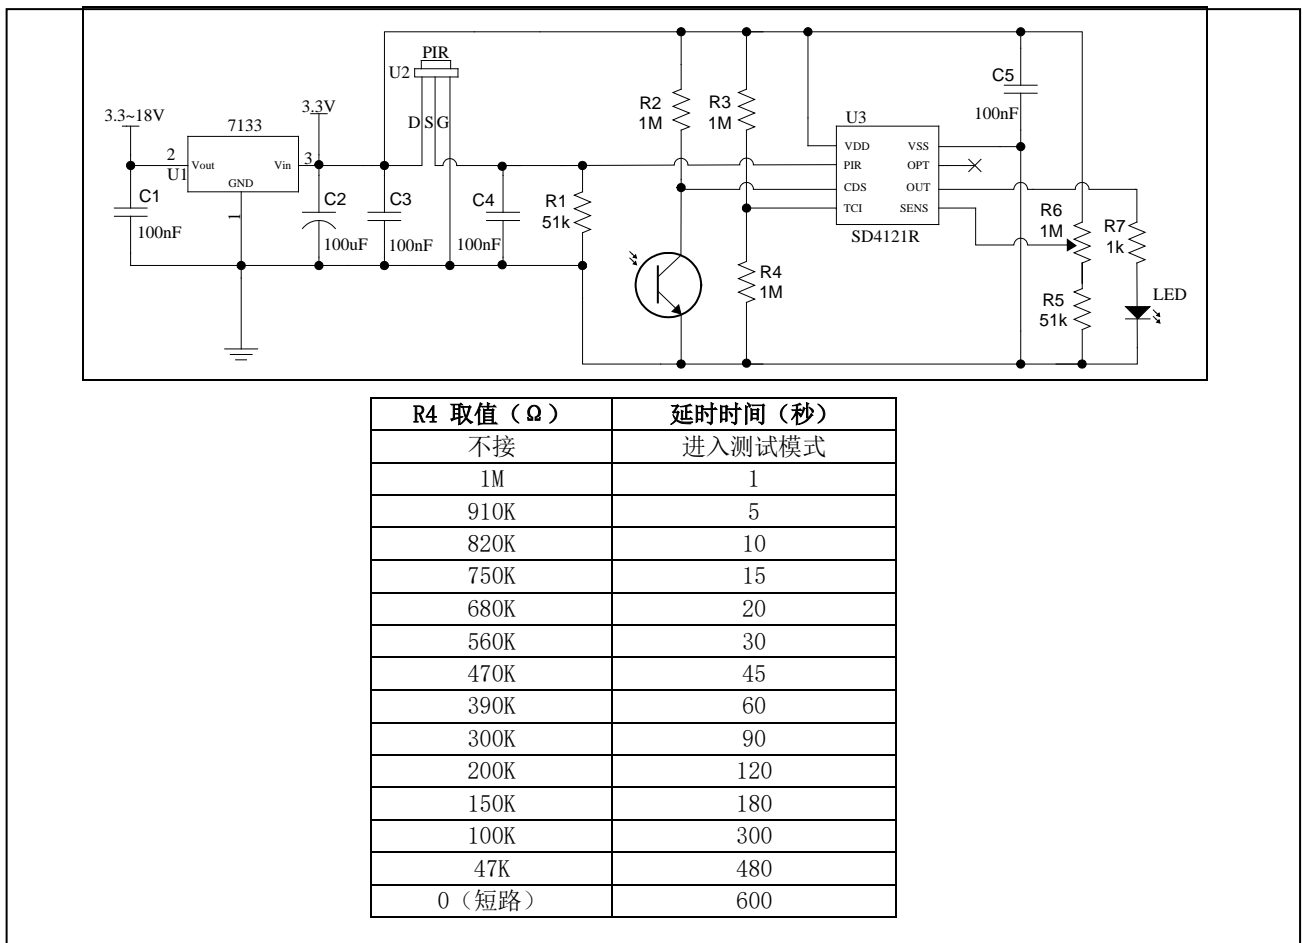 PIR
U2
3.3~18V
7133
3.3V
D S G
2
Vout
Vin
3
U1
GND
1
C1
100nF
C2
100uF
C3
100nF
C4
100nF
R1
51k
R2
1M
R3
1M
R4
1M
U3
VDD
VSS
PIR
OPT
CDS
OUT
TCI
SENS
SD4121R
C5
100nF
R6
1M
R7
1k
R5
51k
LED
R4 取值（Ω） 延时时间（秒）
不接 进入测试模式
1M 1
910K 5
820K 10
750K 15
680K 20
560K 30
470K 45
390K 60
300K 90
200K 120
150K 180
100K 300
47K 480
0（短路） 600